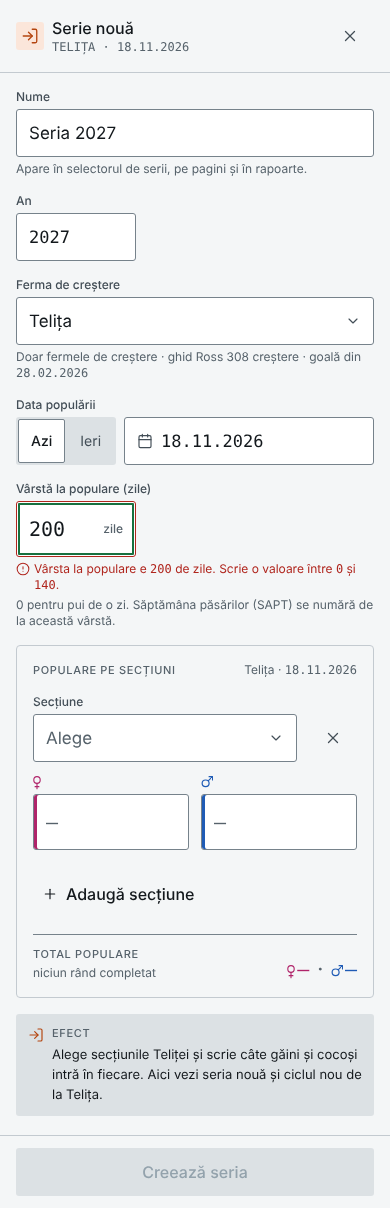 Serie nouă
TELIȚA · 18.11.2026
Nume
Seria 2027
Apare în selectorul de serii, pe pagini și în rapoarte.
An
2027
Ferma de creștere
Telița
Doar fermele de creștere · ghid Ross 308 creștere · goală din
28.02.2026
Data populării
Azi Ieri 18.11.2026
Vârstă la populare (zile)
200 zile
Vârsta la populare e 200 de zile. Scrie o valoare între 0 și
140.
0 pentru pui de o zi. Săptămâna păsărilor (SAPT) se numără de
la această vârstă.
POPULARE PE SECȚIUNI Telița · 18.11.2026
Secțiune
Alege
♀ ♂
— —
+ Adaugă secțiune
TOTAL POPULARE
niciun rând completat ♀— · ♂—
EFECT
Alege secțiunile Teliței și scrie câte găini și cocoși
intră în fiecare. Aici vezi seria nouă și ciclul nou de
la Telița.
Creează seria